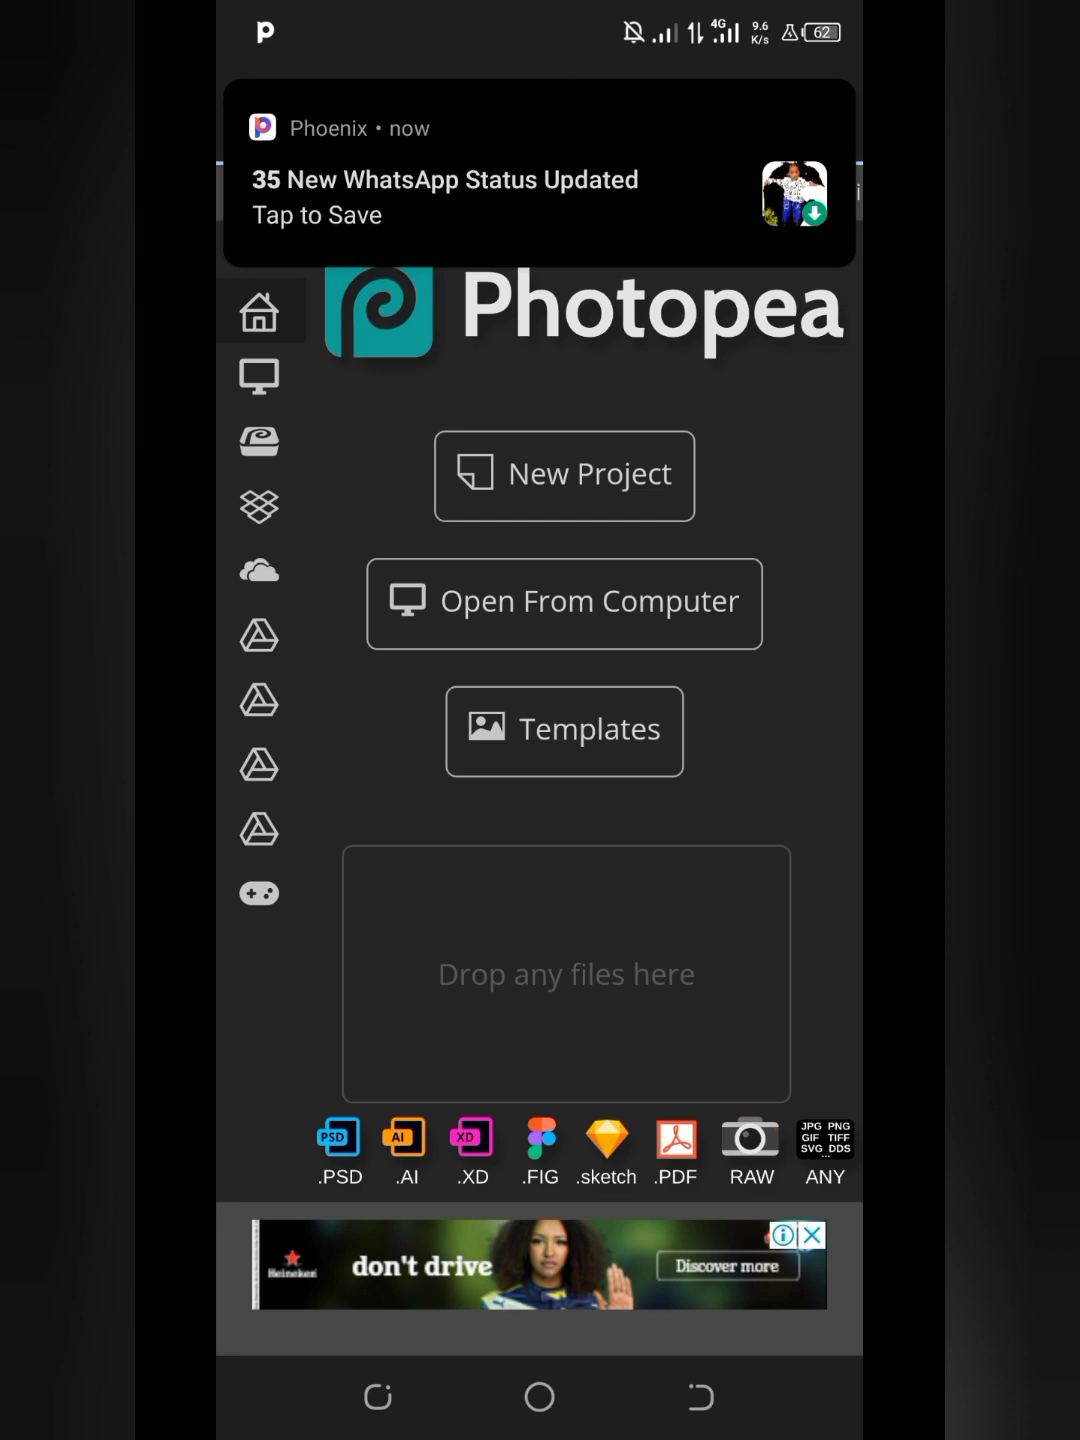 4G 9.6 K/s 62
Phoenix • now
35 New WhatsApp Status Updated
Tap to Save
Photopea
New Project
Open From Computer
Templates
Drop any files here
PSD AI XD JPG PNG
GIF TIFF
SVG DDS
...
.PSD .AI .XD .FIG .sketch .PDF RAW ANY
Heineken don't drive Discover more